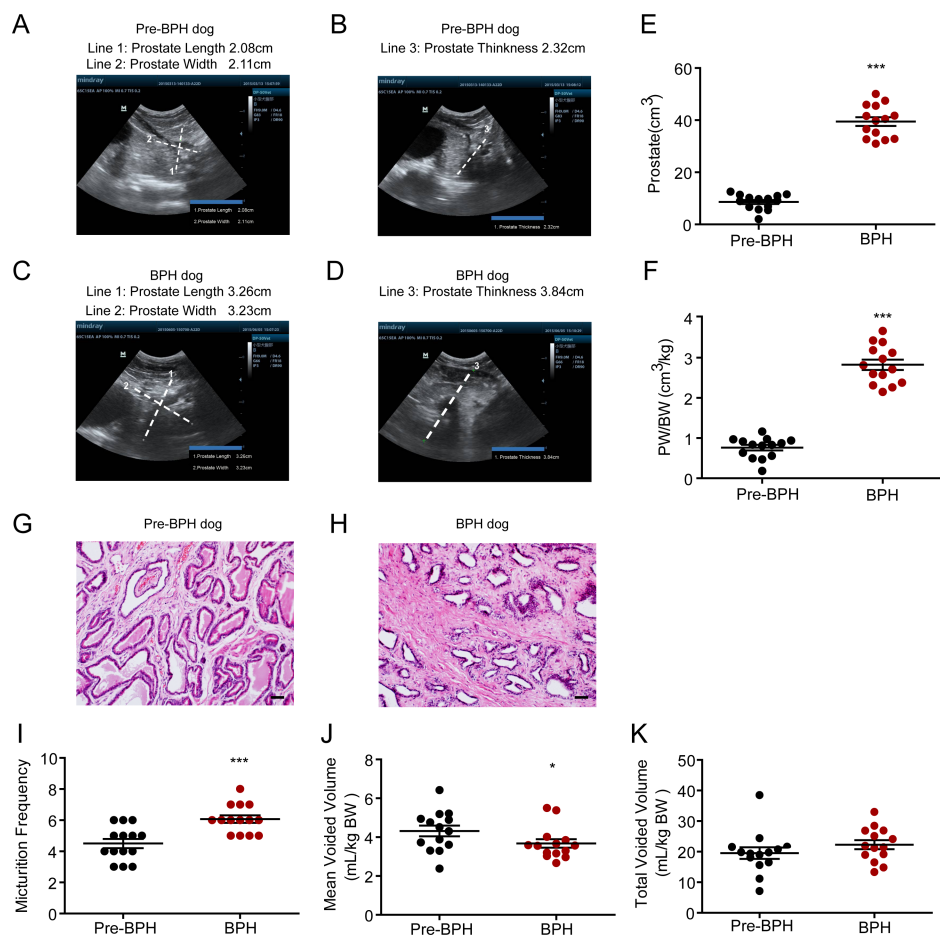 A
Pre-BPH dog
Line 1: Prostate Length 2.08cm
Line 2: Prostate Width 2.11cm
mindray
1.Prostate Length 2.08cm
2.Prostate Width 2.11cm
1
2
B
Pre-BPH dog
Line 3: Prostate Thinkness 2.32cm
mindray
1. Prostate Thickness 2.32cm
3
E
Prostate(cm3)
60
40
20
0
***
Pre-BPH
BPH
C
BPH dog
Line 1: Prostate Length 3.26cm
Line 2: Prostate Width 3.23cm
mindray
1.Prostate Length 3.26cm
2.Prostate Width 3.23cm
1
2
D
BPH dog
Line 3: Prostate Thinkness 3.84cm
mindray
1. Prostate Thickness 3.84cm
3
F
PW/BW (cm3/kg)
4
3
2
1
0
***
Pre-BPH
BPH
G
Pre-BPH dog
H
BPH dog
I
Micturition Frequency
10
8
6
4
2
0
***
Pre-BPH
BPH
J
Mean Voided Volume
(mL/kg BW )
8
6
4
2
0
*
Pre-BPH
BPH
K
Total Voided Volume
(mL/kg BW )
50
40
30
20
10
0
Pre-BPH
BPH